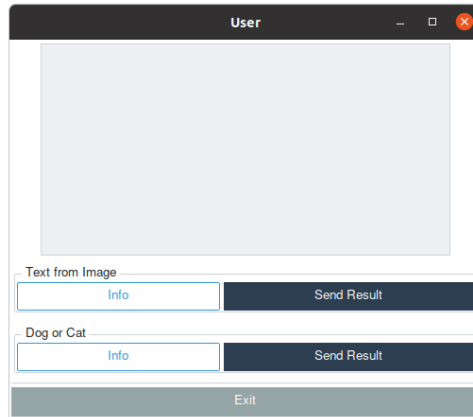 User
Text from Image
Info Send Result
Dog or Cat
Info Send Result
Exit